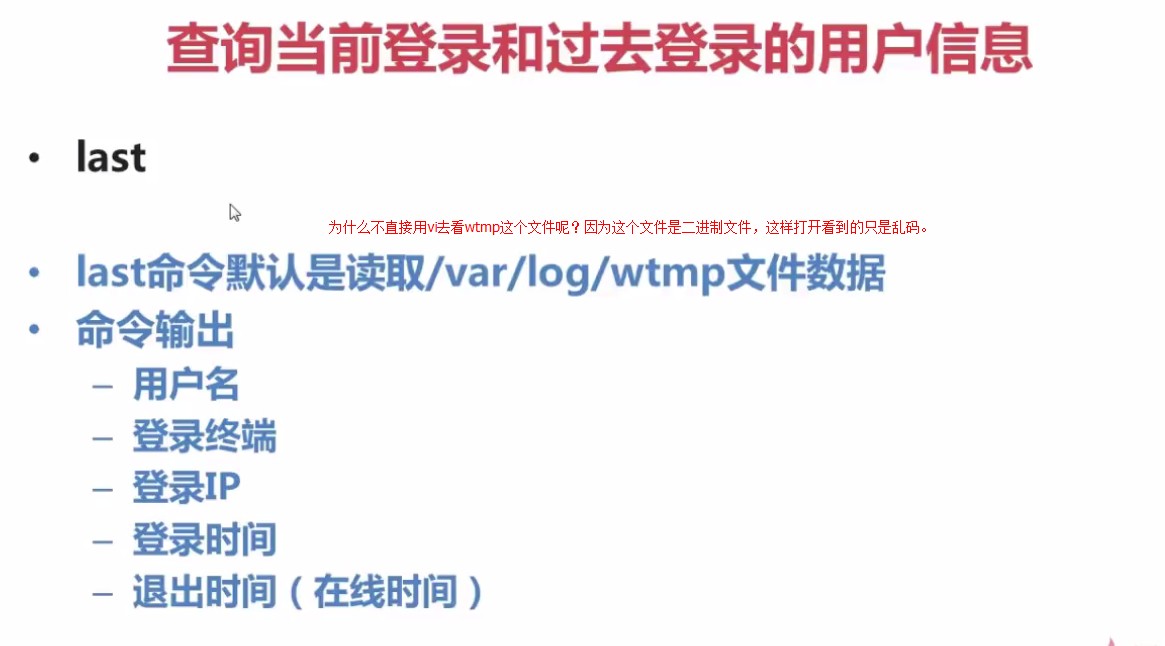 查询当前登录和过去登录的用户信息
• last
为什么不直接用vi去看wtmp这个文件呢？因为这个文件是二进制文件，这样打开看到的只是乱码。
• last命令默认是读取/var/log/wtmp文件数据
• 命令输出
– 用户名
– 登录终端
– 登录IP
– 登录时间
– 退出时间（在线时间）